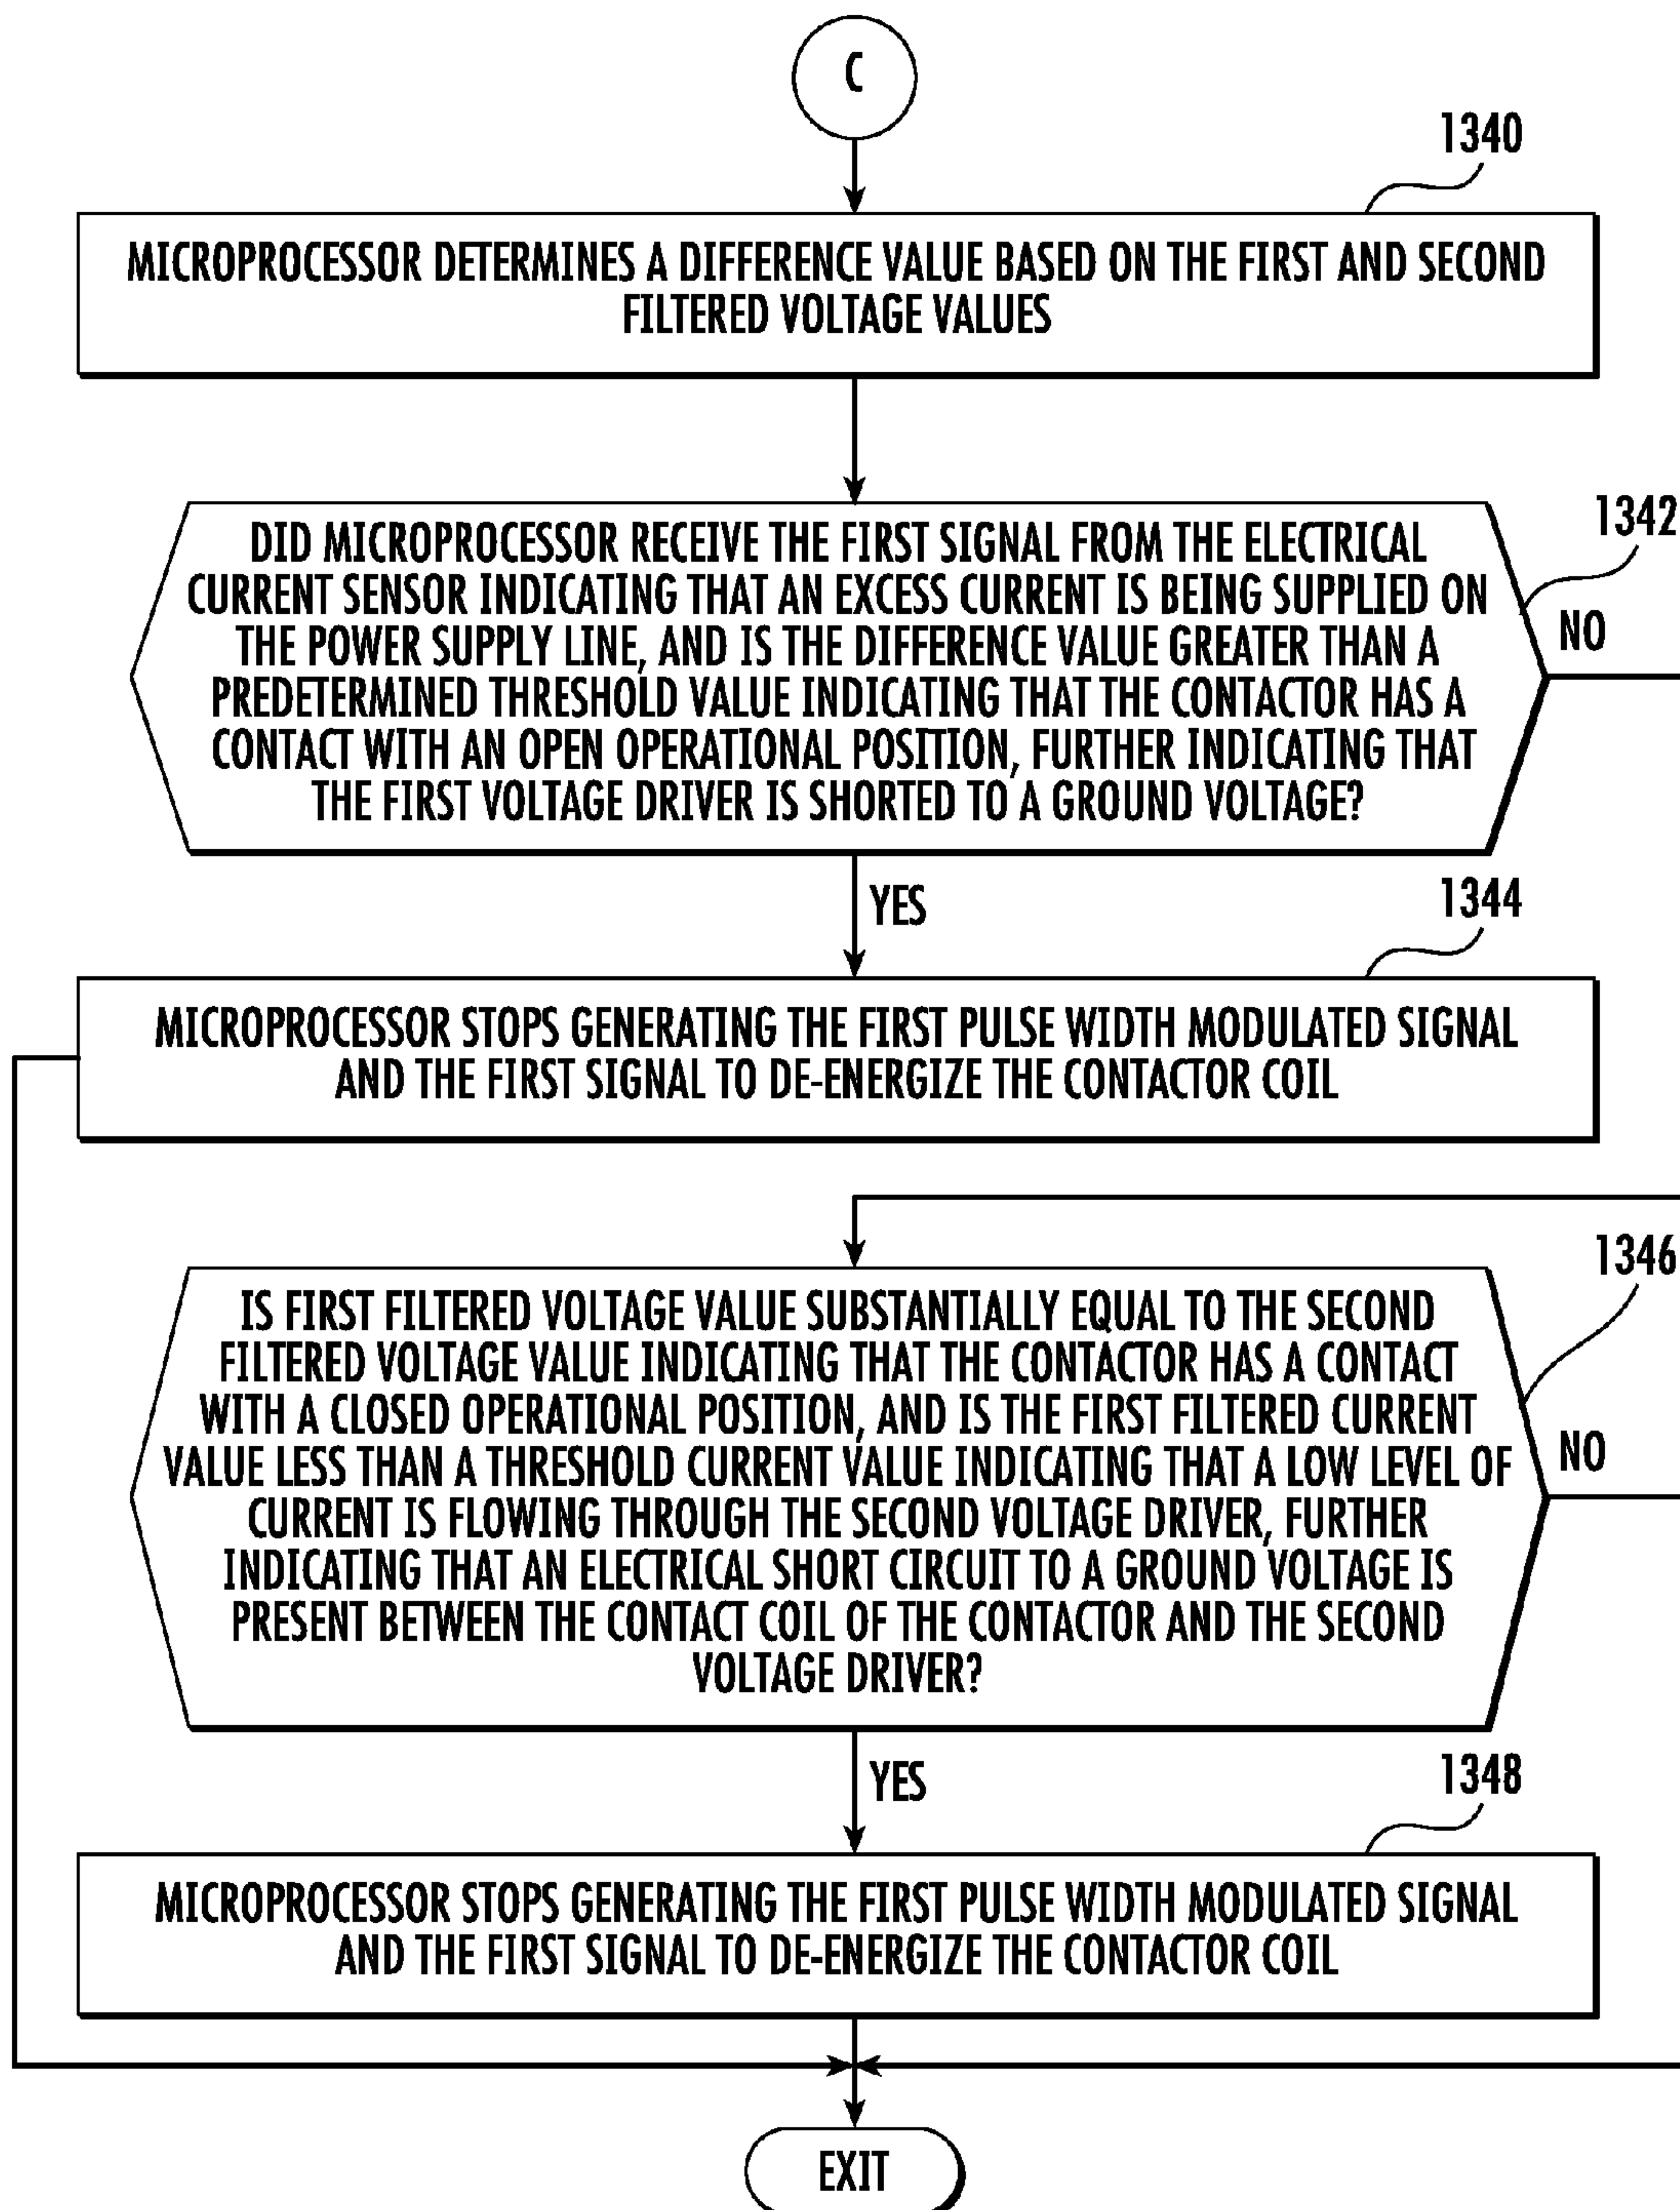 C
1340
MICROPROCESSOR DETERMINES A DIFFERENCE VALUE BASED ON THE FIRST AND SECOND
FILTERED VOLTAGE VALUES
1342
DID MICROPROCESSOR RECEIVE THE FIRST SIGNAL FROM THE ELECTRICAL
CURRENT SENSOR INDICATING THAT AN EXCESS CURRENT IS BEING SUPPLIED ON
THE POWER SUPPLY LINE, AND IS THE DIFFERENCE VALUE GREATER THAN A
PREDETERMINED THRESHOLD VALUE INDICATING THAT THE CONTACTOR HAS A
CONTACT WITH AN OPEN OPERATIONAL POSITION, FURTHER INDICATING THAT
THE FIRST VOLTAGE DRIVER IS SHORTED TO A GROUND VOLTAGE?
NO
YES
1344
MICROPROCESSOR STOPS GENERATING THE FIRST PULSE WIDTH MODULATED SIGNAL
AND THE FIRST SIGNAL TO DE-ENERGIZE THE CONTACTOR COIL
1346
IS FIRST FILTERED VOLTAGE VALUE SUBSTANTIALLY EQUAL TO THE SECOND
FILTERED VOLTAGE VALUE INDICATING THAT THE CONTACTOR HAS A CONTACT
WITH A CLOSED OPERATIONAL POSITION, AND IS THE FIRST FILTERED CURRENT
VALUE LESS THAN A THRESHOLD CURRENT VALUE INDICATING THAT A LOW LEVEL OF
CURRENT IS FLOWING THROUGH THE SECOND VOLTAGE DRIVER, FURTHER
INDICATING THAT AN ELECTRICAL SHORT CIRCUIT TO A GROUND VOLTAGE IS
PRESENT BETWEEN THE CONTACT COIL OF THE CONTACTOR AND THE SECOND
VOLTAGE DRIVER?
NO
YES
1348
MICROPROCESSOR STOPS GENERATING THE FIRST PULSE WIDTH MODULATED SIGNAL
AND THE FIRST SIGNAL TO DE-ENERGIZE THE CONTACTOR COIL
EXIT